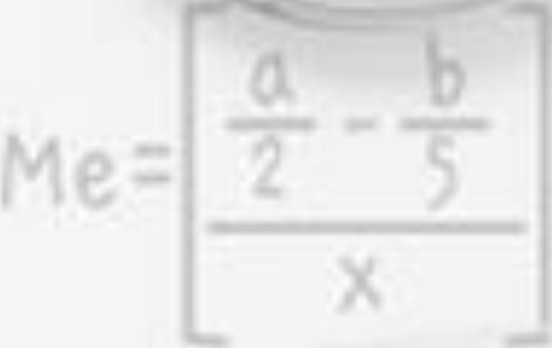 Me = [
a/2 - b/5
x
]